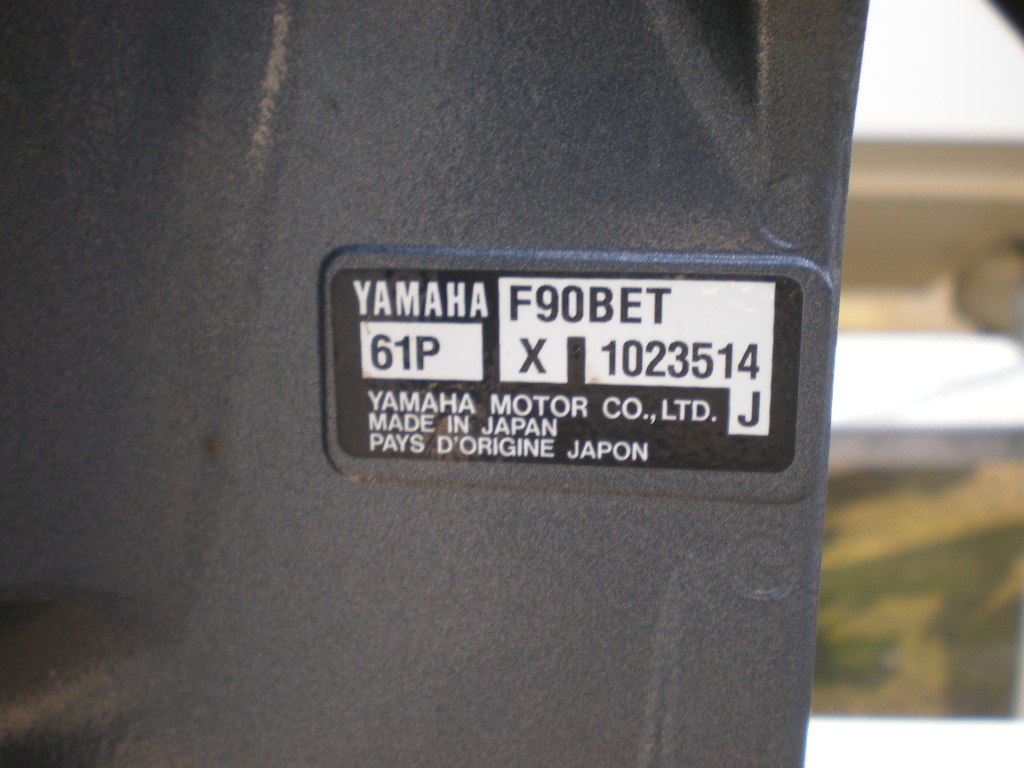 YAMAHA F90BET
61P X 1023514
YAMAHA MOTOR CO.,LTD. J
MADE IN JAPAN
PAYS D'ORIGINE JAPON